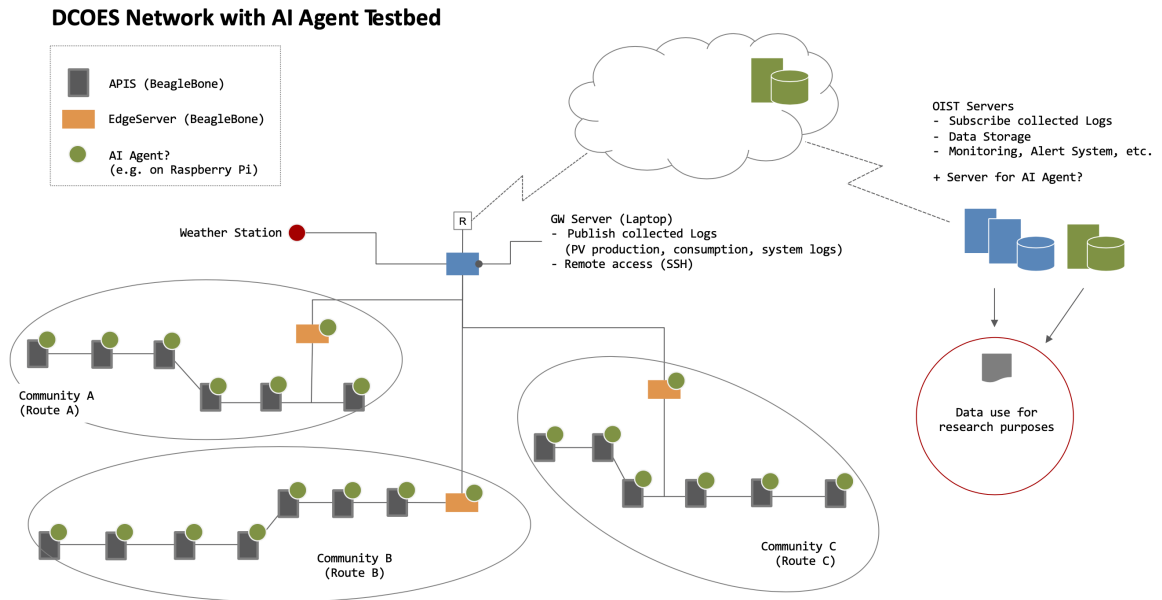 DCOES Network with AI Agent Testbed
APIS (BeagleBone)
EdgeServer (BeagleBone)
AI Agent?
(e.g. on Raspberry Pi)
OIST Servers
- Subscribe collected Logs
- Data Storage
- Monitoring, Alert System, etc.
+ Server for AI Agent?
R
Weather Station
GW Server (Laptop)
- Publish collected Logs
(PV production, consumption, system logs)
- Remote access (SSH)
Community A
(Route A)
Data use for
research purposes
Community B
(Route B)
Community C
(Route C)